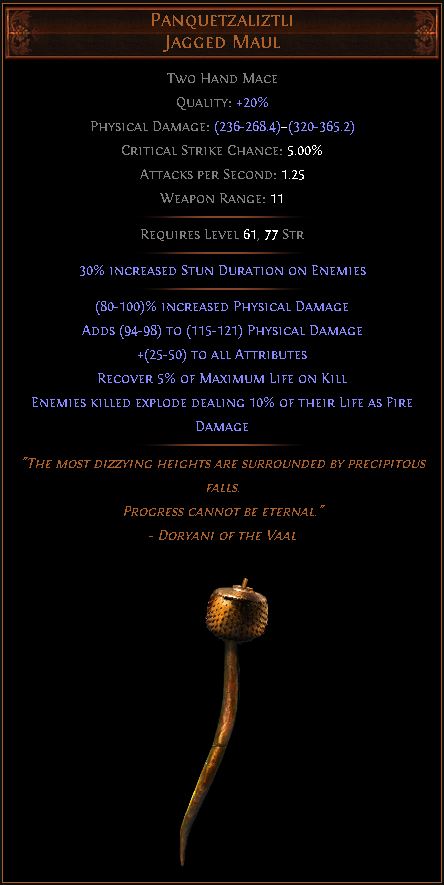 Panquetzaliztli
Jagged Maul
Two Hand Mace
Quality: +20%
Physical Damage: (236-268.4)–(320-365.2)
Critical Strike Chance: 5.00%
Attacks per Second: 1.25
Weapon Range: 11
Requires Level 61, 77 Str
30% increased Stun Duration on Enemies
(80-100)% increased Physical Damage
Adds (94-98) to (115-121) Physical Damage
+(25-50) to all Attributes
Recover 5% of Maximum Life on Kill
Enemies killed explode dealing 10% of their Life as Fire
Damage
"The most dizzying heights are surrounded by precipitous
falls.
Progress cannot be eternal."
- Doryani of the Vaal